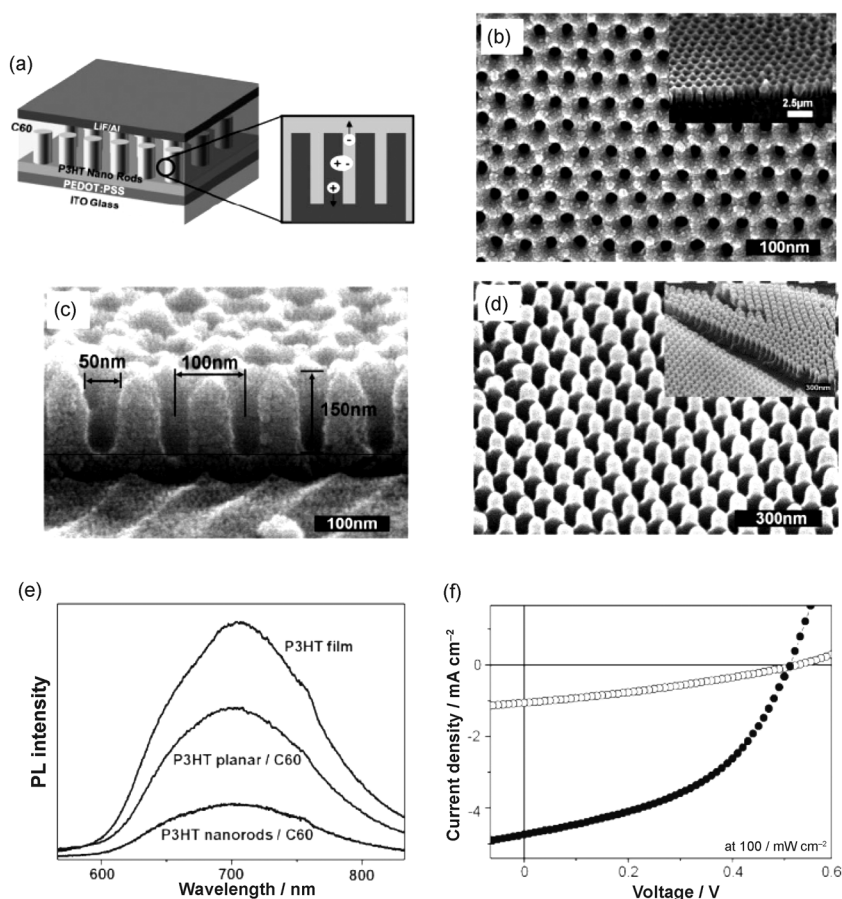 (a)
LiF/Al
C60
P3HT Nano Rods
PEDOT:PSS
ITO Glass
-
+ -
+
(b)
2.5μm
100nm
(c)
50nm
100nm
150nm
100nm
(d)
300nm
300nm
(e)
P3HT film
P3HT planar / C60
P3HT nanorods / C60
PL intensity
600
700
800
Wavelength / nm
(f)
0
-2
-4
Current density / mA cm⁻²
at 100 / mW cm⁻²
0
0.2
0.4
0.6
Voltage / V